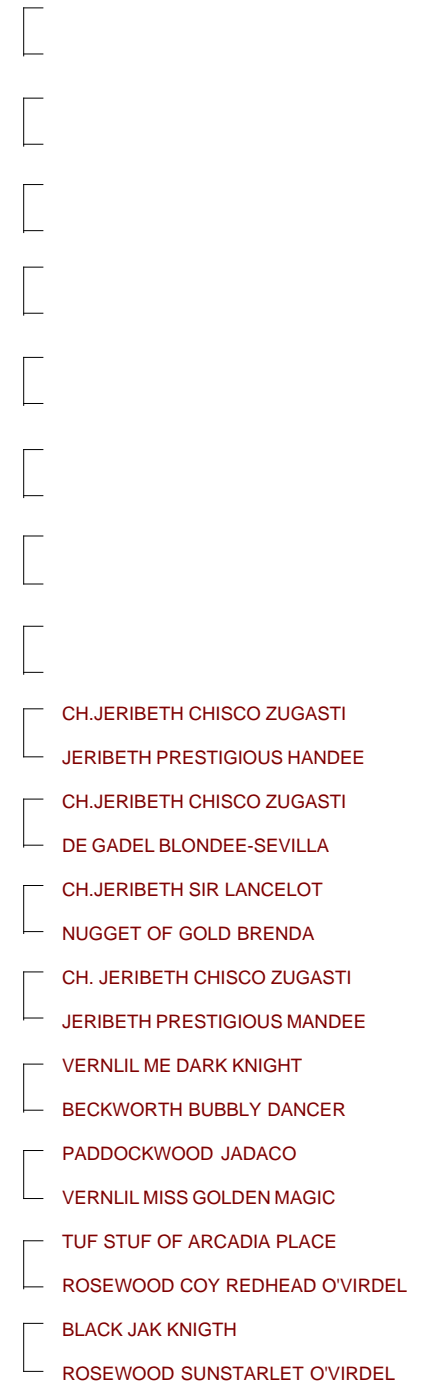 CH.JERIBETH CHISCO ZUGASTI
JERIBETH PRESTIGIOUS HANDEE
CH.JERIBETH CHISCO ZUGASTI
DE GADEL BLONDEE-SEVILLA
CH.JERIBETH SIR LANCELOT
NUGGET OF GOLD BRENDA
CH. JERIBETH CHISCO ZUGASTI
JERIBETH PRESTIGIOUS MANDEE
VERNLIL ME DARK KNIGHT
BECKWORTH BUBBLY DANCER
PADDOCKWOOD JADACO
VERNLIL MISS GOLDEN MAGIC
TUF STUF OF ARCADIA PLACE
ROSEWOOD COY REDHEAD O'VIRDEL
BLACK JAK KNIGTH
ROSEWOOD SUNSTARLET O'VIRDEL